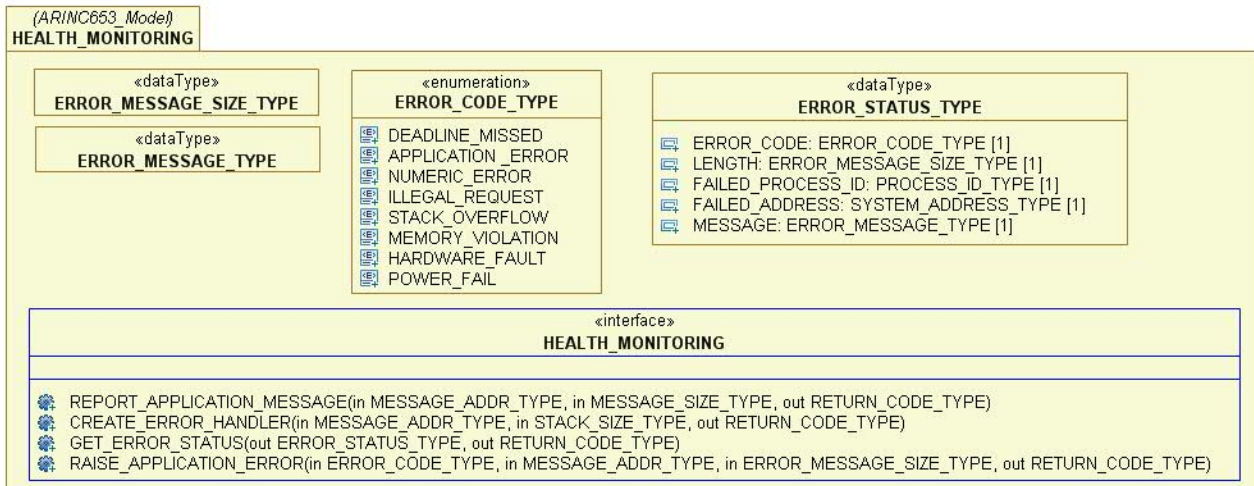 (ARINC653_Model)
HEALTH_MONITORING
«dataType»
ERROR_MESSAGE_SIZE_TYPE
«dataType»
ERROR_MESSAGE_TYPE
«enumeration»
ERROR_CODE_TYPE
DEADLINE_MISSED
APPLICATION _ERROR
NUMERIC_ERROR
ILLEGAL_REQUEST
STACK_OVERFLOW
MEMORY_VIOLATION
HARDWARE_FAULT
POWER_FAIL
«dataType»
ERROR_STATUS_TYPE
ERROR_CODE: ERROR_CODE_TYPE [1]
LENGTH: ERROR_MESSAGE_SIZE_TYPE [1]
FAILED_PROCESS_ID: PROCESS_ID_TYPE [1]
FAILED_ADDRESS: SYSTEM_ADDRESS_TYPE [1]
MESSAGE: ERROR_MESSAGE_TYPE [1]
«interface»
HEALTH_MONITORING
REPORT_APPLICATION_MESSAGE(in MESSAGE_ADDR_TYPE, in MESSAGE_SIZE_TYPE, out RETURN_CODE_TYPE)
CREATE_ERROR_HANDLER(in MESSAGE_ADDR_TYPE, in STACK_SIZE_TYPE, out RETURN_CODE_TYPE)
GET_ERROR_STATUS(out ERROR_STATUS_TYPE, out RETURN_CODE_TYPE)
RAISE_APPLICATION_ERROR(in ERROR_CODE_TYPE, in MESSAGE_ADDR_TYPE, in ERROR_MESSAGE_SIZE_TYPE, out RETURN_CODE_TYPE)